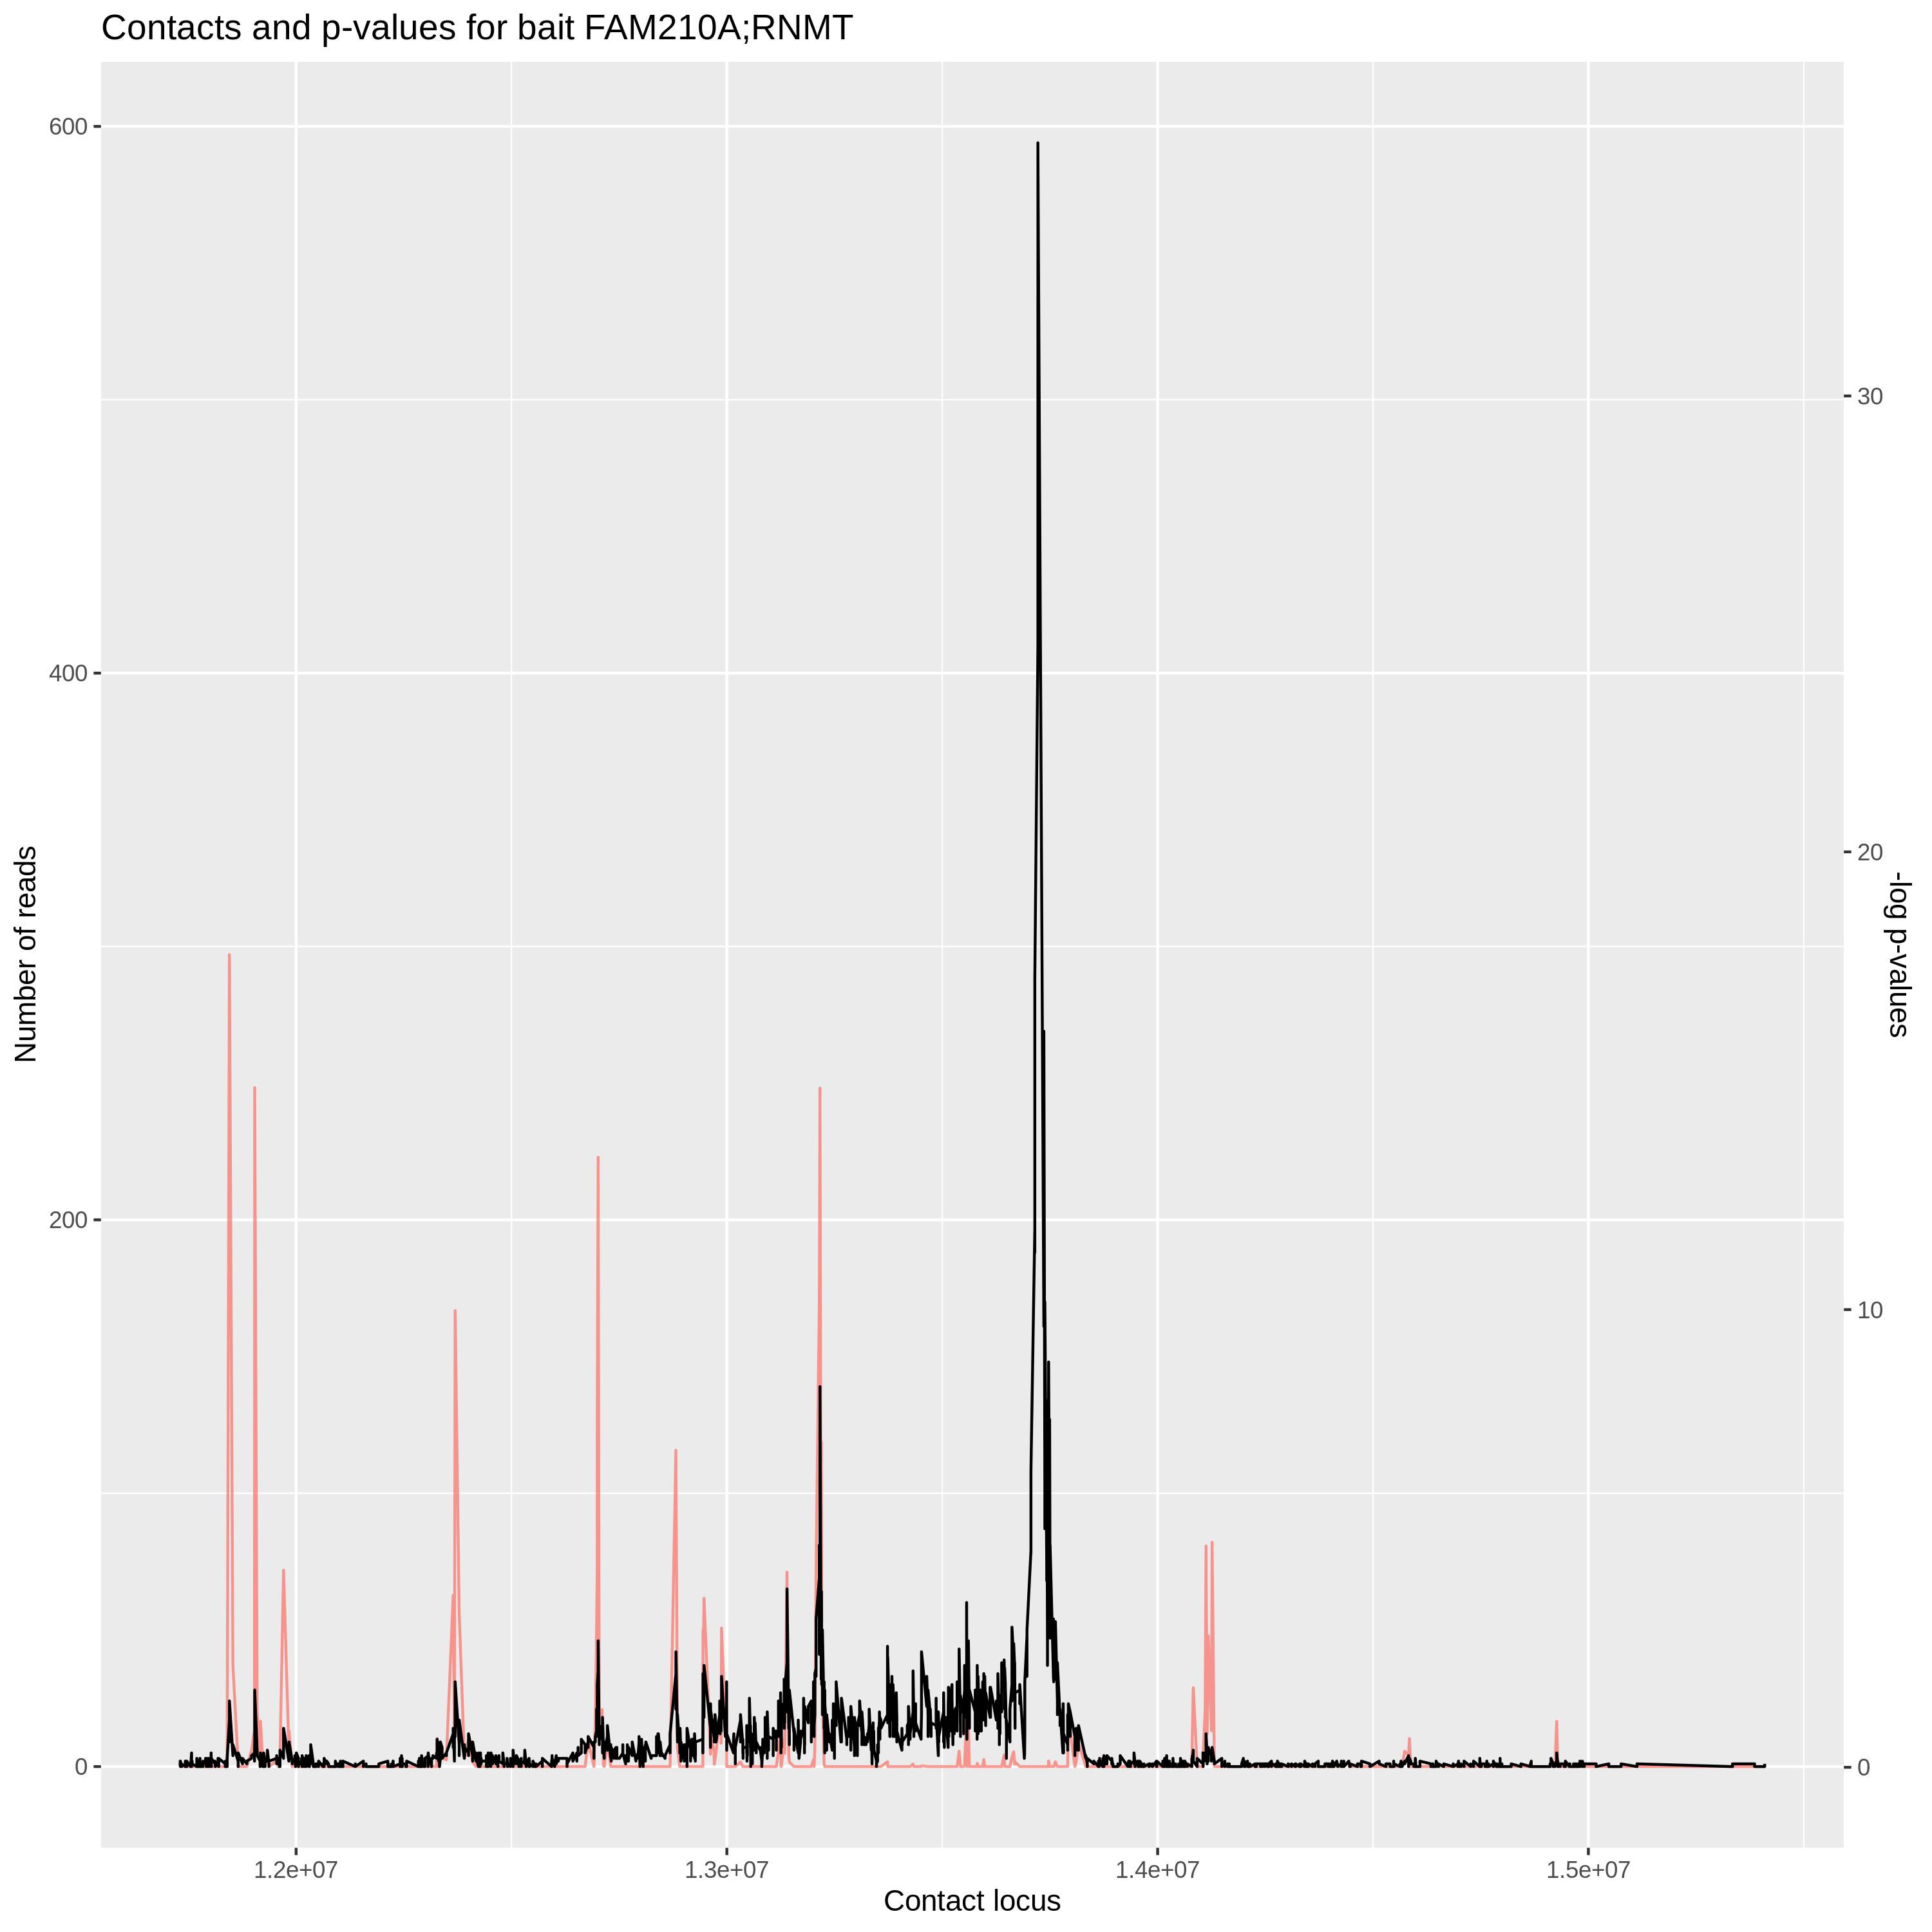 Contacts and p-values for bait FAM210A;RNMT
600
400
200
0
Number of reads
30
20
10
0
-log p-values
1.2e+07
1.3e+07
1.4e+07
1.5e+07
Contact locus